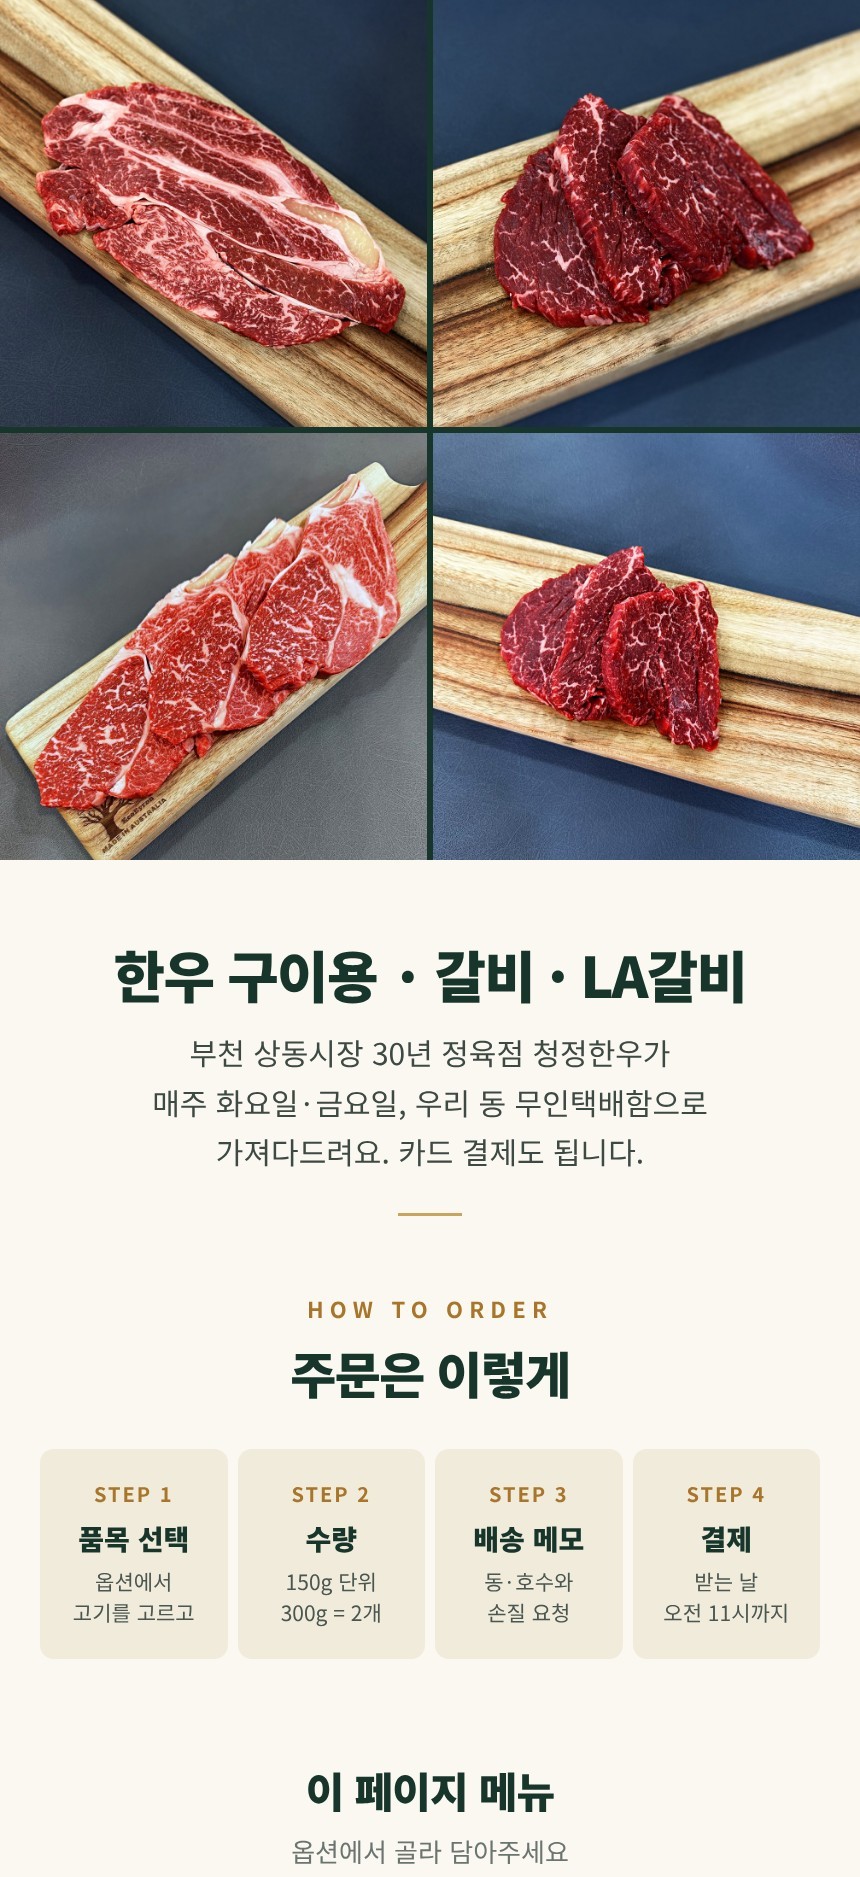 MADE IN AUSTRALIA
한우 구이용 · 갈비 · LA갈비
부천 상동시장 30년 정육점 청정한우가
매주 화요일·금요일, 우리 동 무인택배함으로
가져다드려요. 카드 결제도 됩니다.
HOW TO ORDER
주문은 이렇게
STEP 1
품목 선택
옵션에서
고기를 고르고
STEP 2
수량
150g 단위
300g = 2개
STEP 3
배송 메모
동·호수와
손질 요청
STEP 4
결제
받는 날
오전 11시까지
이 페이지 메뉴
옵션에서 골라 담아주세요